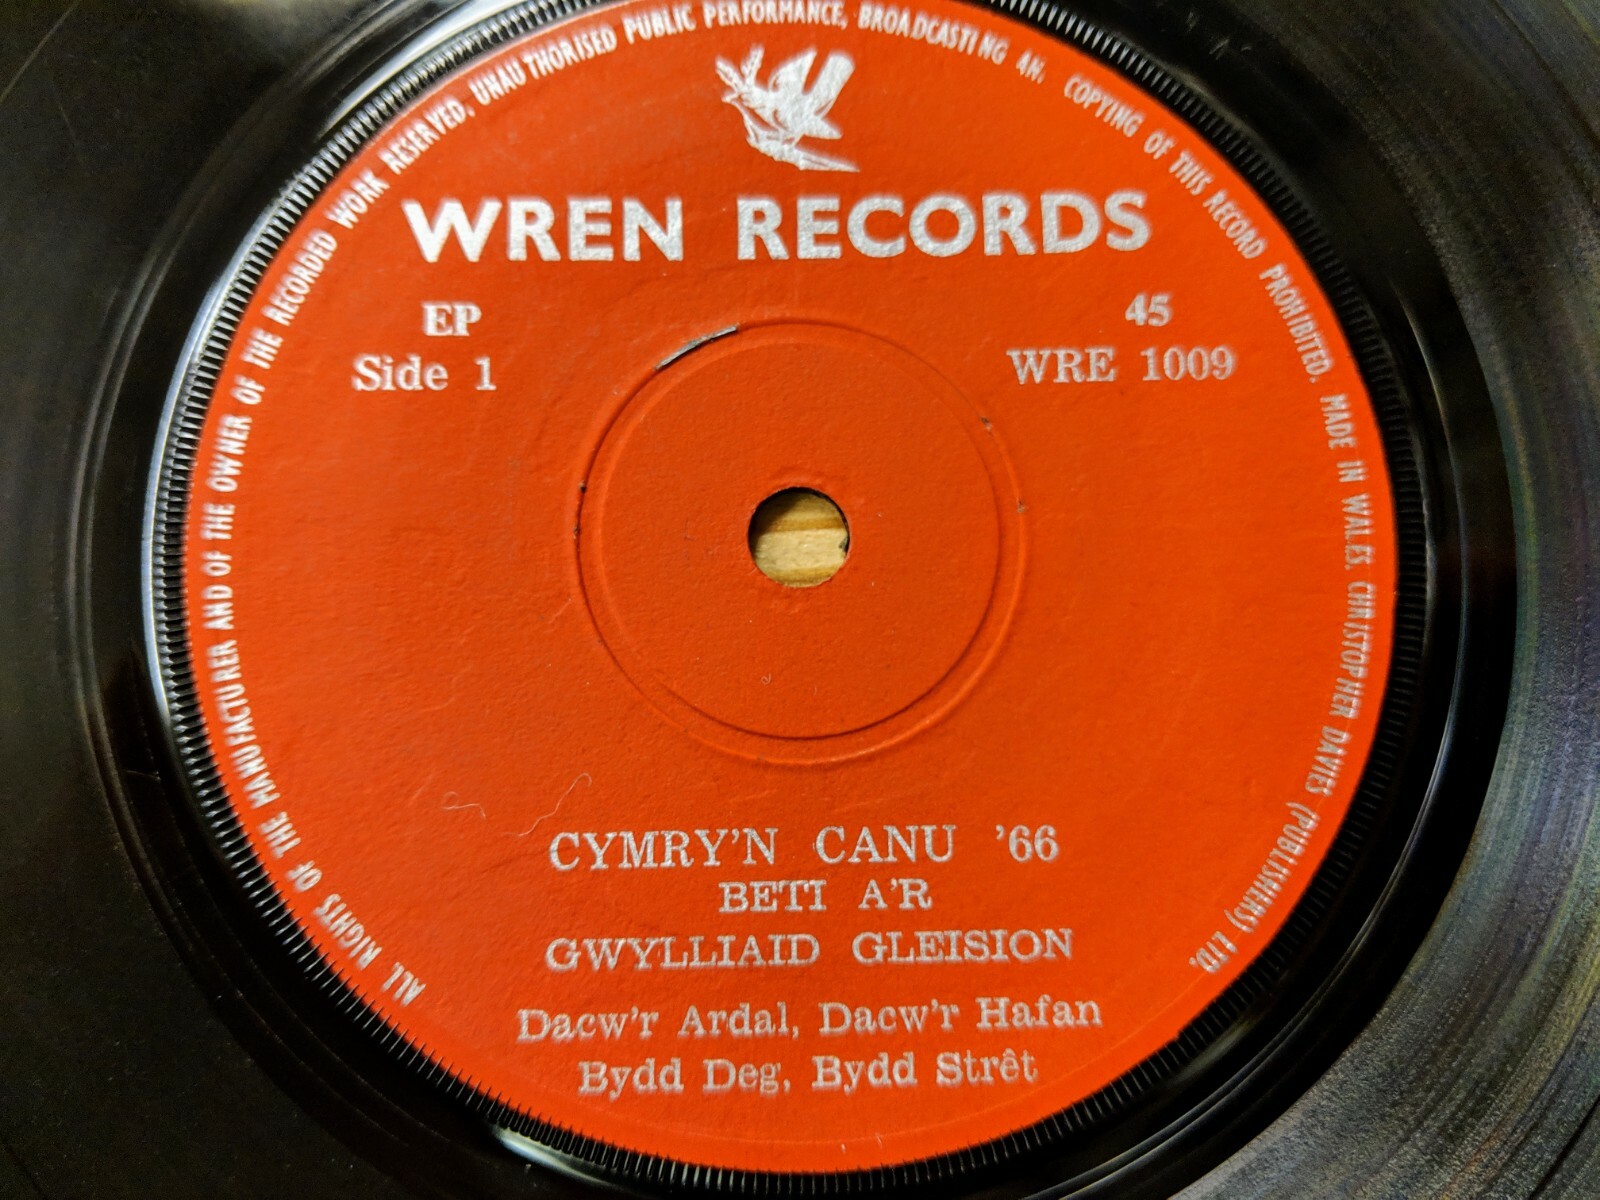 ALL RIGHTS OF THE MANUFACTURER AND OF THE OWNER OF THE RECORDED WORK RESERVED. UNAUTHORISED PUBLIC PERFORMANCE, BROADCASTING AN. COPYING OF THIS RECORD PROHIBITED. MADE IN WALES. CHRISTOPHER DAVIES (PUBLISHERS) LTD.
WREN RECORDS
EP
Side 1
45
WRE 1009
CYMRY'N CANU '66
BETI A'R
GWYLLIAID GLEISION
Dacw'r Ardal, Dacw'r Hafan
Bydd Deg, Bydd Strêt